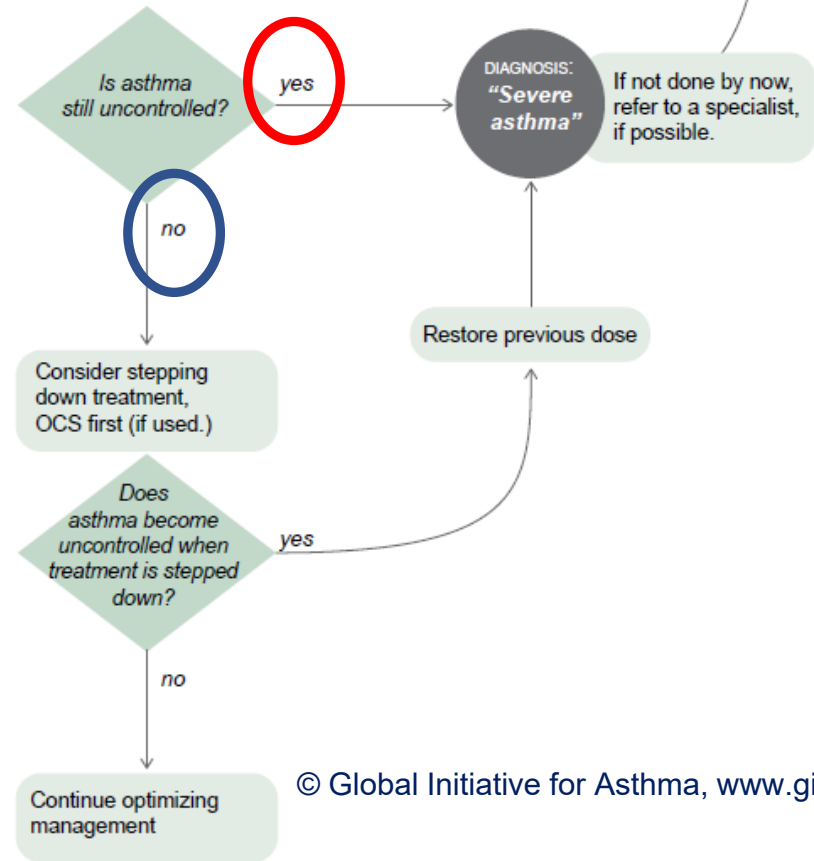 Is asthma
still uncontrolled?
yes
DIAGNOSIS:
"Severe
asthma"
If not done by now,
refer to a specialist,
if possible.
no
Restore previous dose
Consider stepping
down treatment,
OCS first (if used.)
Does
asthma become
uncontrolled when
treatment is stepped
down?
yes
no
Continue optimizing
management
© Global Initiative for Asthma, www.gi